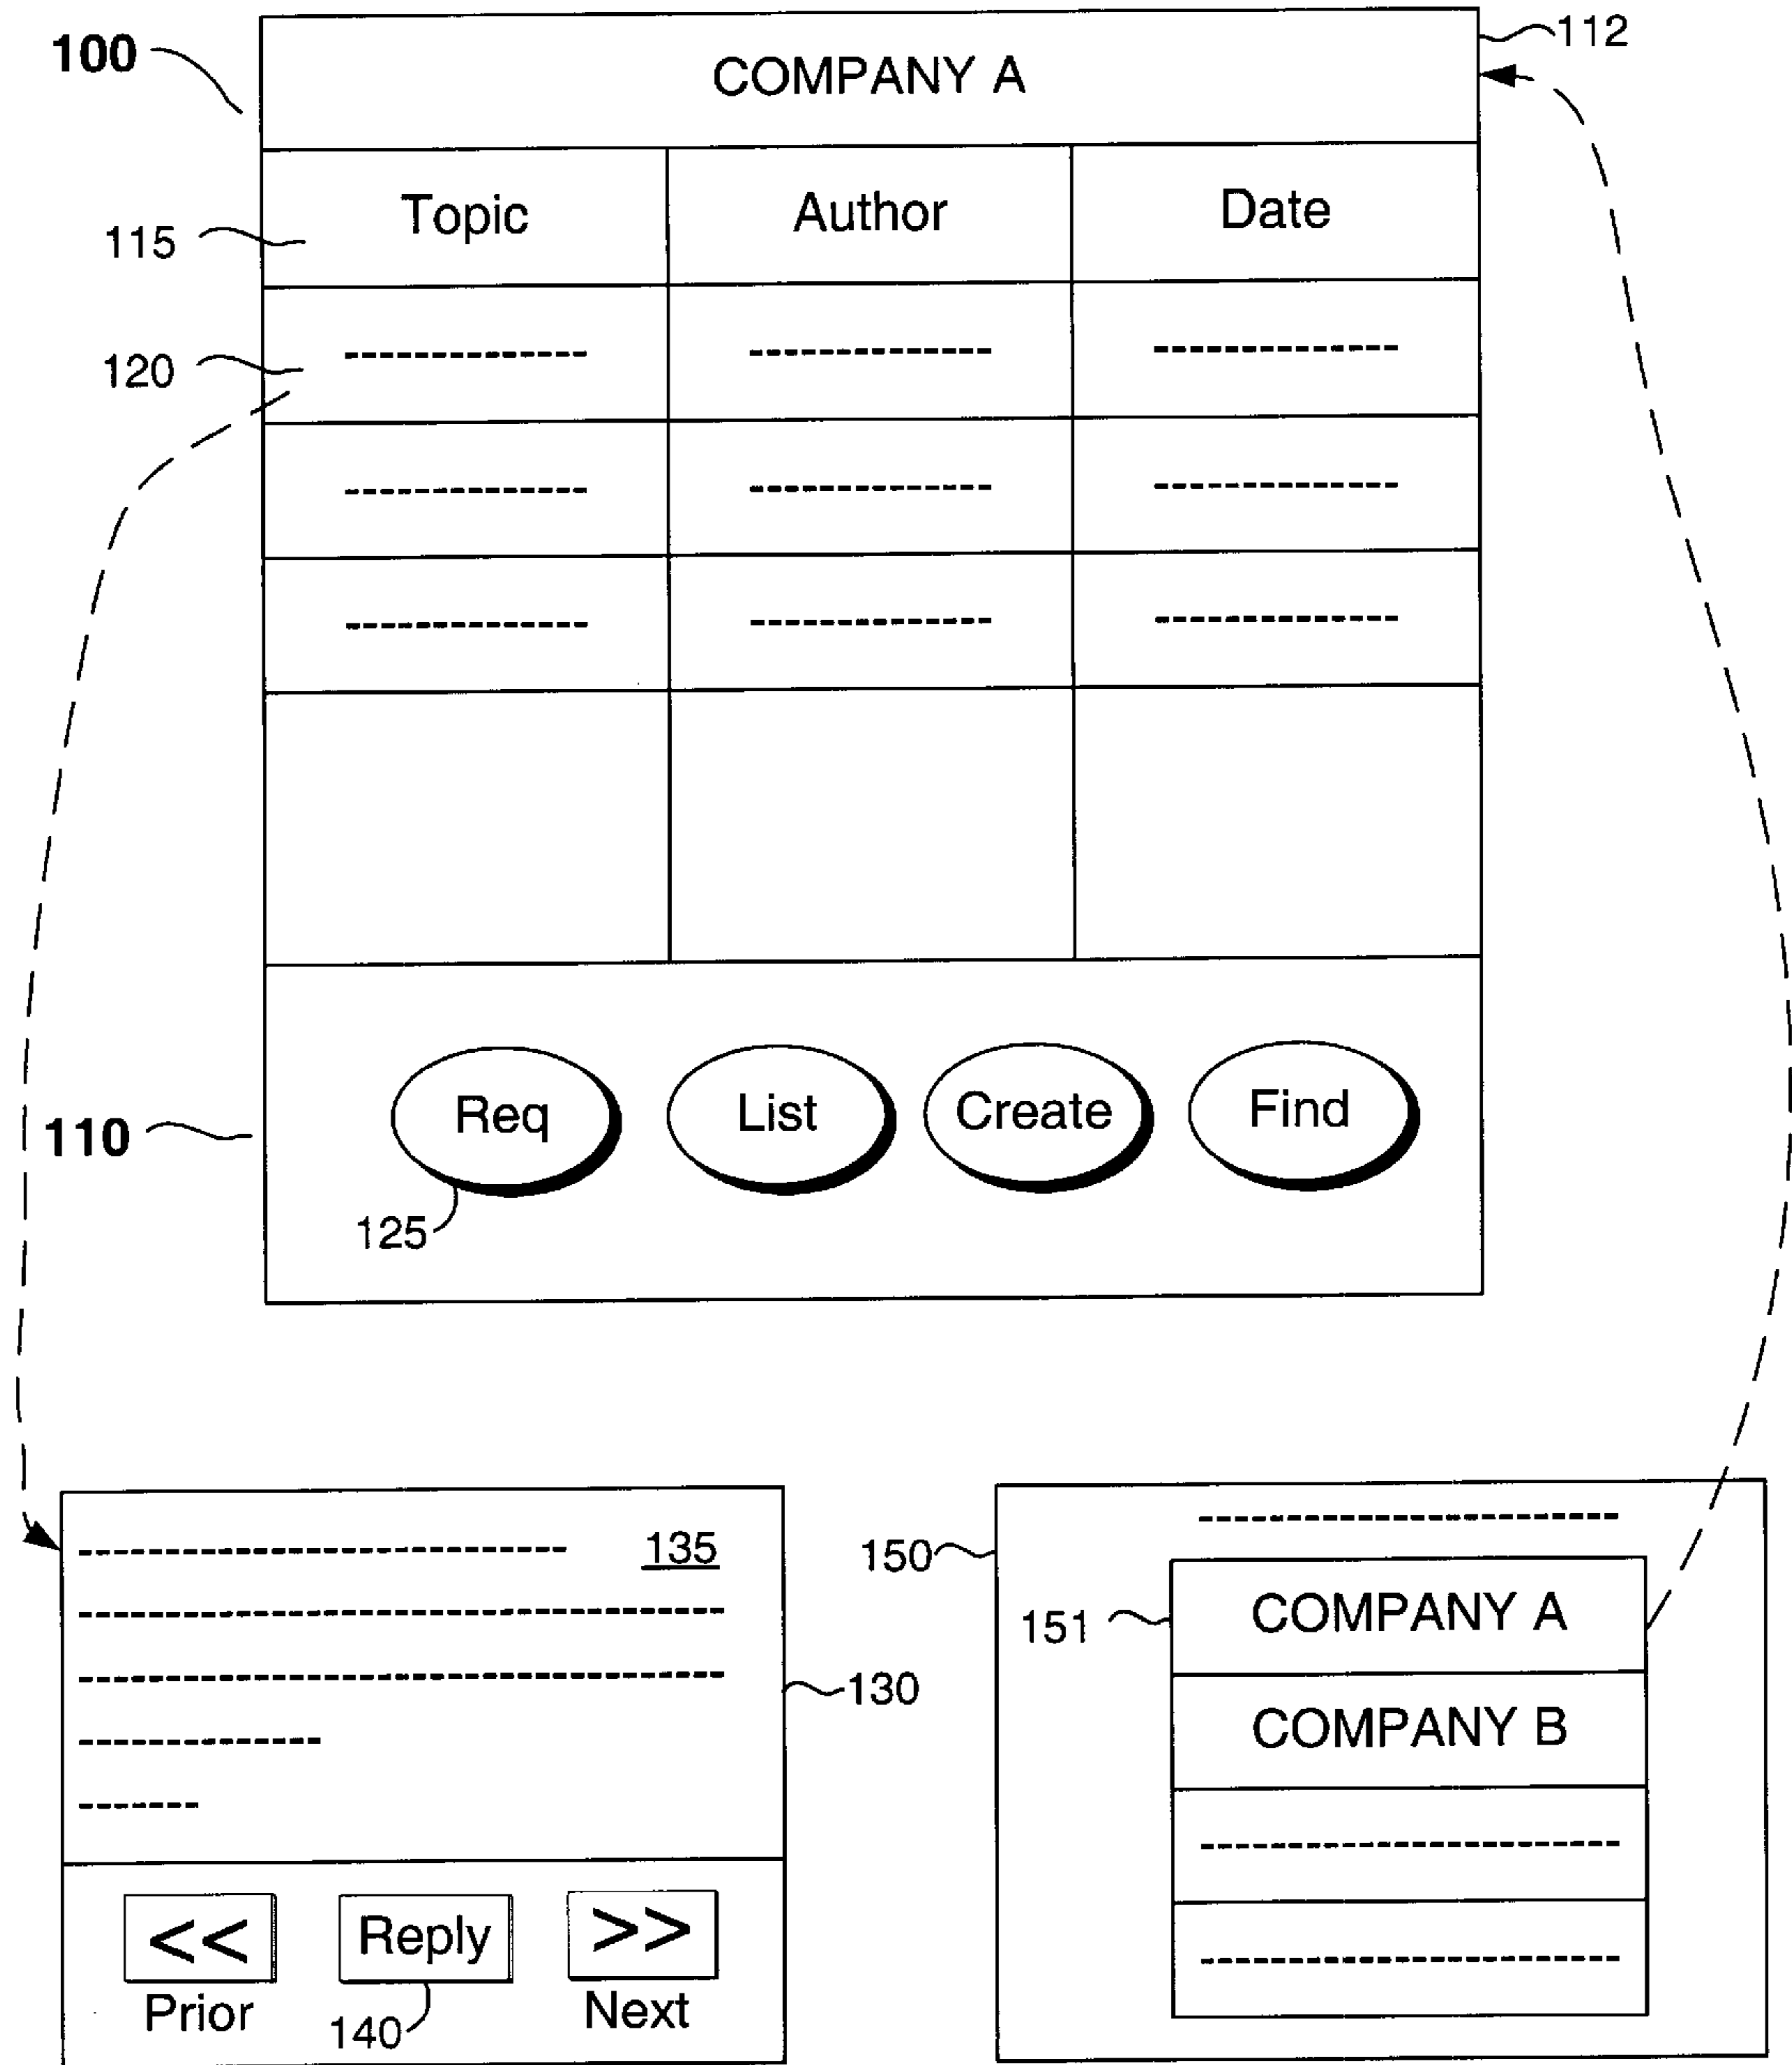 100
112
COMPANY A
Topic Author Date
115
120
Req List Create Find
110
125
135
130
<< Reply >>
Prior Next
140
150
151
COMPANY A
COMPANY B